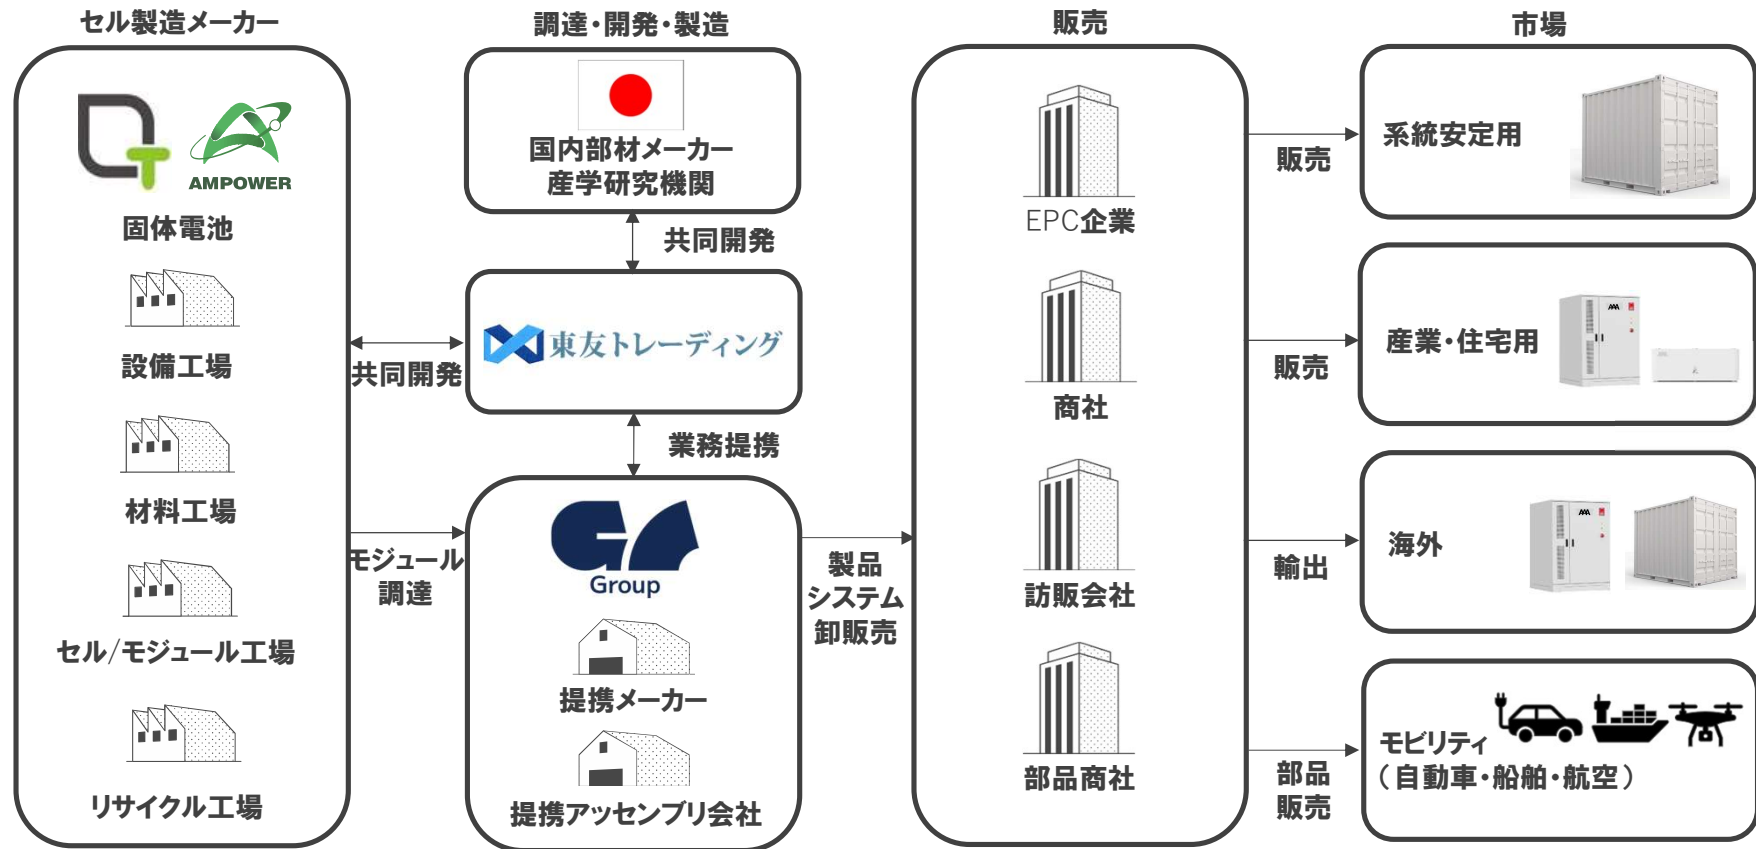 セル製造メーカー
調達・開発・製造
販売
市場
AMPOWER
固体電池
設備工場
材料工場
セル/モジュール工場
リサイクル工場
国内部材メーカー
産学研究機関
共同開発
東友トレーディング
共同開発
業務提携
モジュール
調達
Group
提携メーカー
提携アッセンブリ会社
製品
システム
卸販売
EPC企業
商社
訪販会社
部品商社
販売
系統安定用
販売
産業・住宅用
輸出
海外
部品
販売
モビリティ
（自動車・船舶・航空）